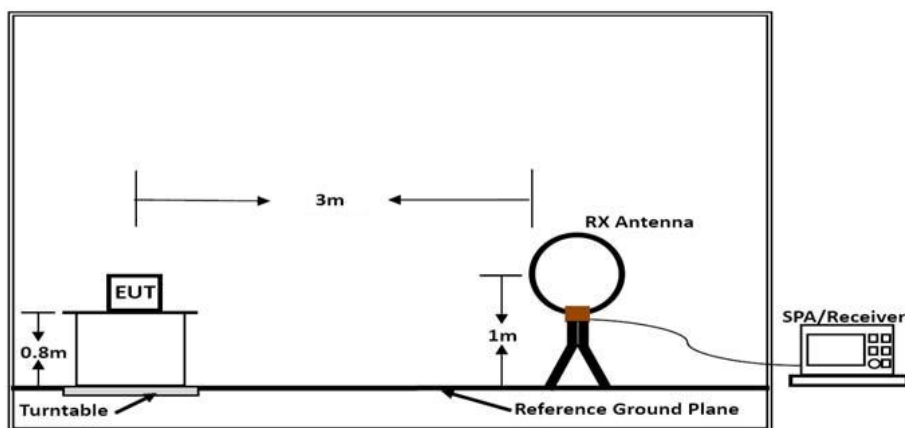 3m
RX Antenna
EUT
SPA/Receiver
0.8m
1m
Turntable
Reference Ground Plane